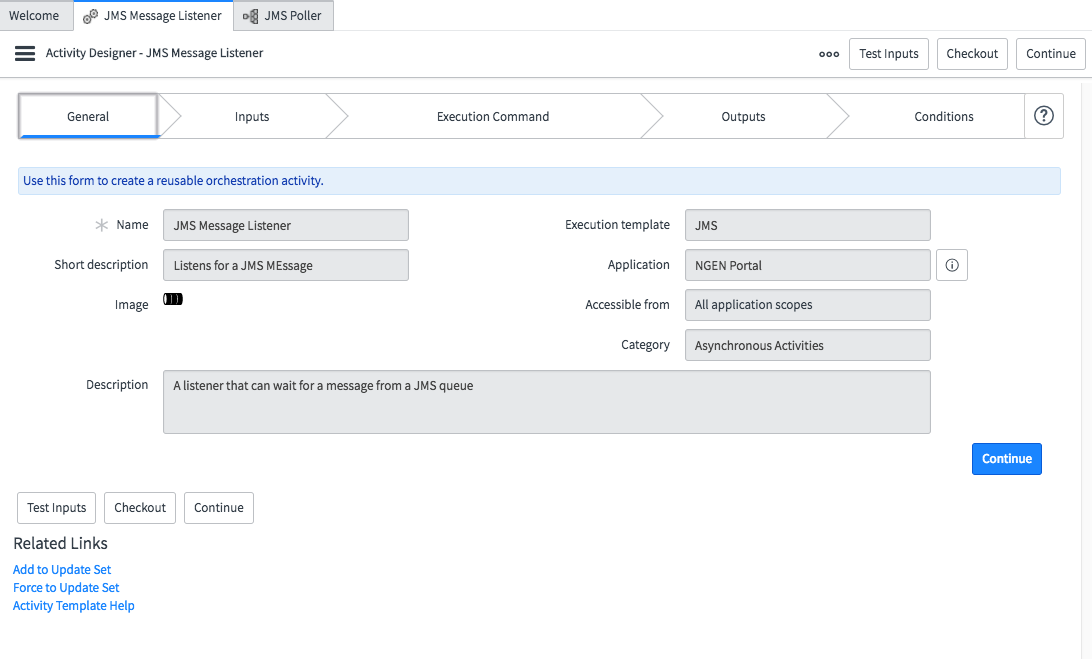 Welcome JMS Message Listener JMS Poller
Activity Designer - JMS Message Listener Test Inputs Checkout Continue
General Inputs Execution Command Outputs Conditions ?
Use this form to create a reusable orchestration activity.
Name JMS Message Listener Execution template JMS
Short description Listens for a JMS MEssage Application NGEN Portal
Image Accessible from All application scopes
Category Asynchronous Activities
Description A listener that can wait for a message from a JMS queue
Continue
Test Inputs Checkout Continue
Related Links
Add to Update Set
Force to Update Set
Activity Template Help